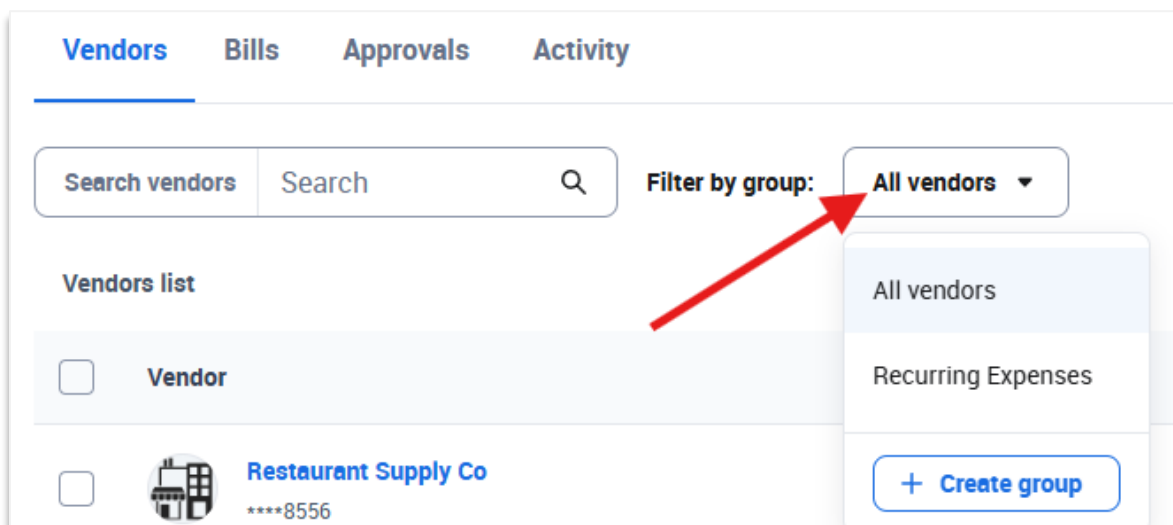 Vendors Bills Approvals Activity
Search vendors Search Filter by group: All vendors
Vendors list
All vendors
Vendor
Recurring Expenses
Restaurant Supply Co
****8556
+ Create group